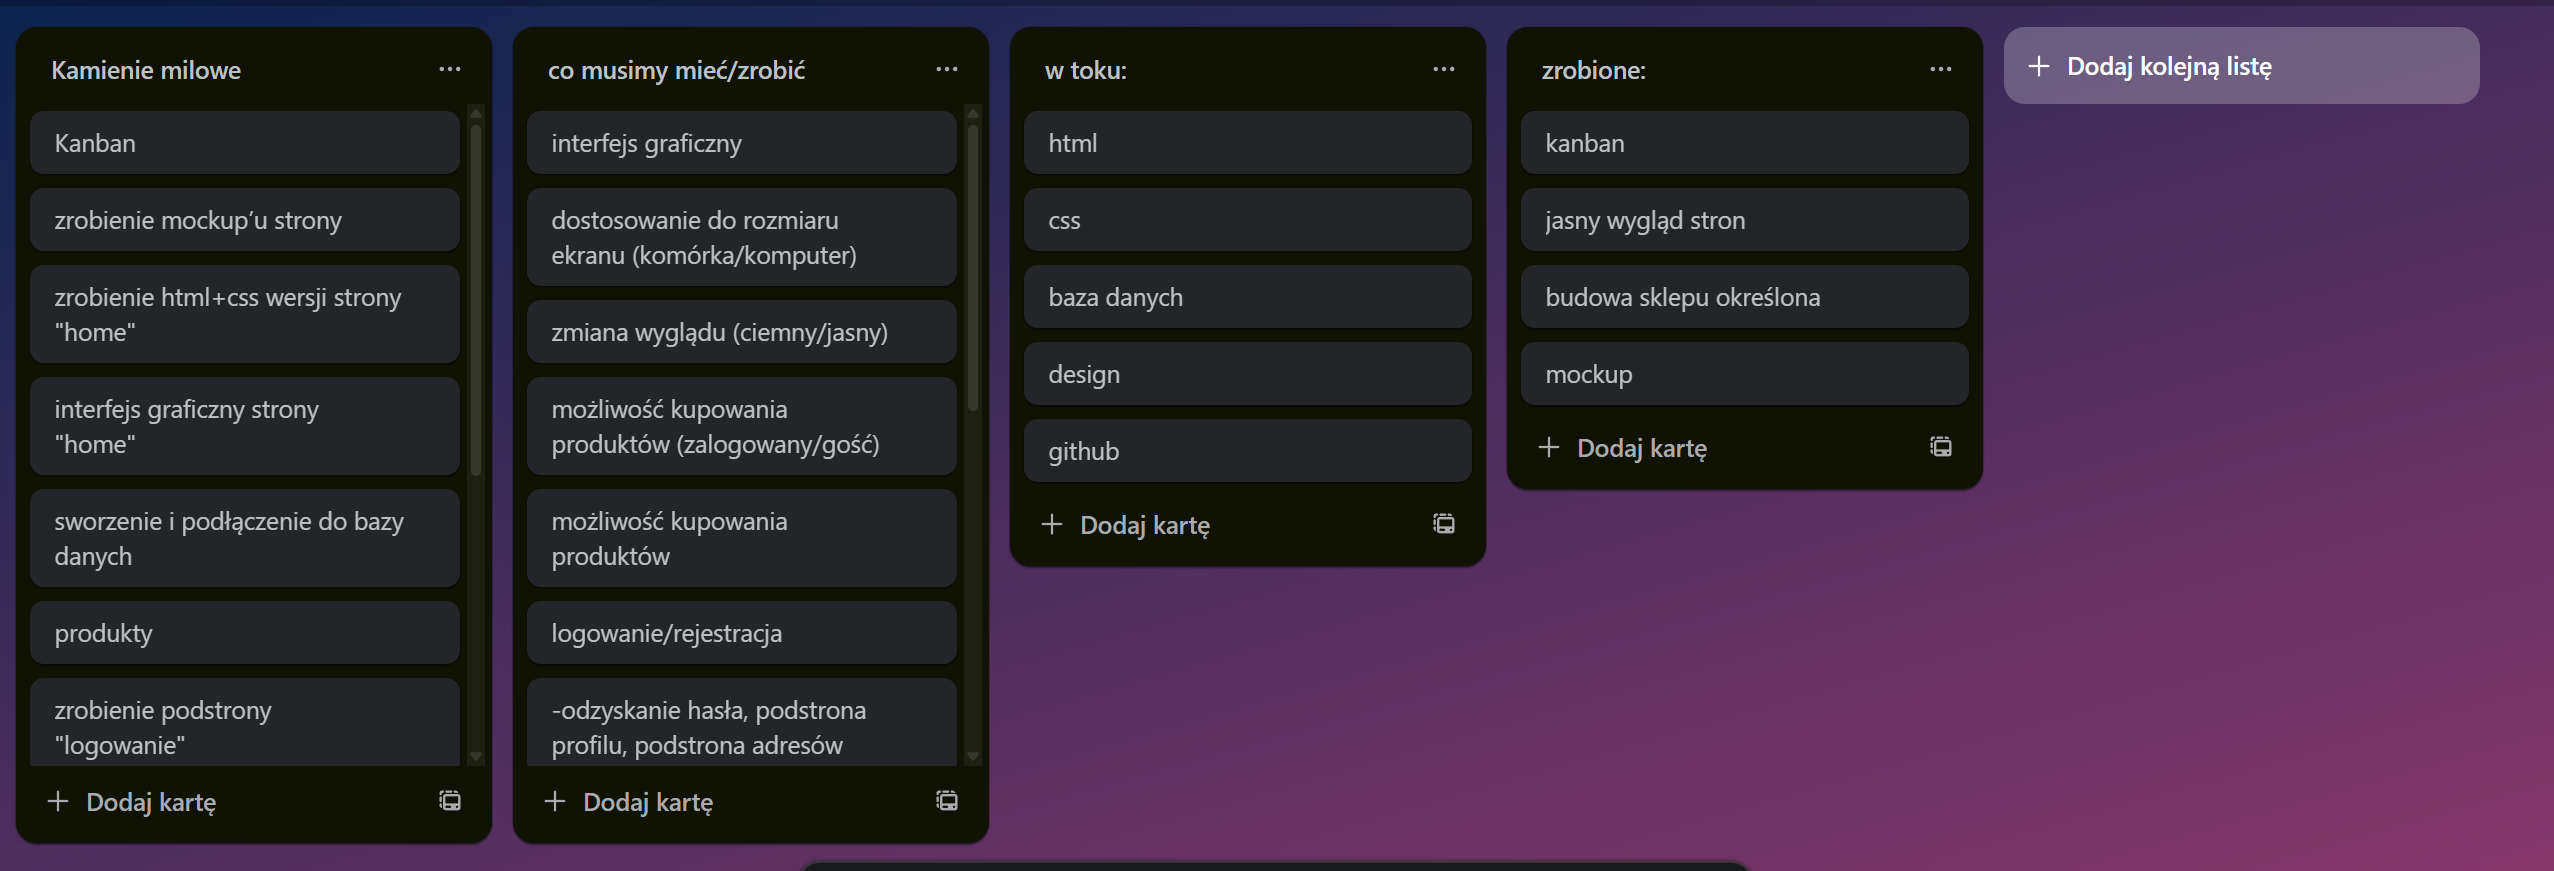 Kamienie milowe
Kanban
zrobienie mockup’u strony
zrobienie html+css wersji strony
"home"
interfejs graficzny strony
"home"
sworzenie i podłączenie do bazy
danych
produkty
zrobienie podstrony
"logowanie"
Dodaj kartę
co musimy mieć/zrobić
interfejs graficzny
dostosowanie do rozmiaru
ekranu (komórka/komputer)
zmiana wyglądu (ciemny/jasny)
możliwość kupowania
produktów (zalogowany/gość)
możliwość kupowania
produktów
logowanie/rejestracja
-odzyskanie hasła, podstrona
profilu, podstrona adresów
Dodaj kartę
w toku:
html
css
baza danych
design
github
Dodaj kartę
zrobione:
kanban
jasny wygląd stron
budowa sklepu określona
mockup
Dodaj kartę
Dodaj kolejną listę